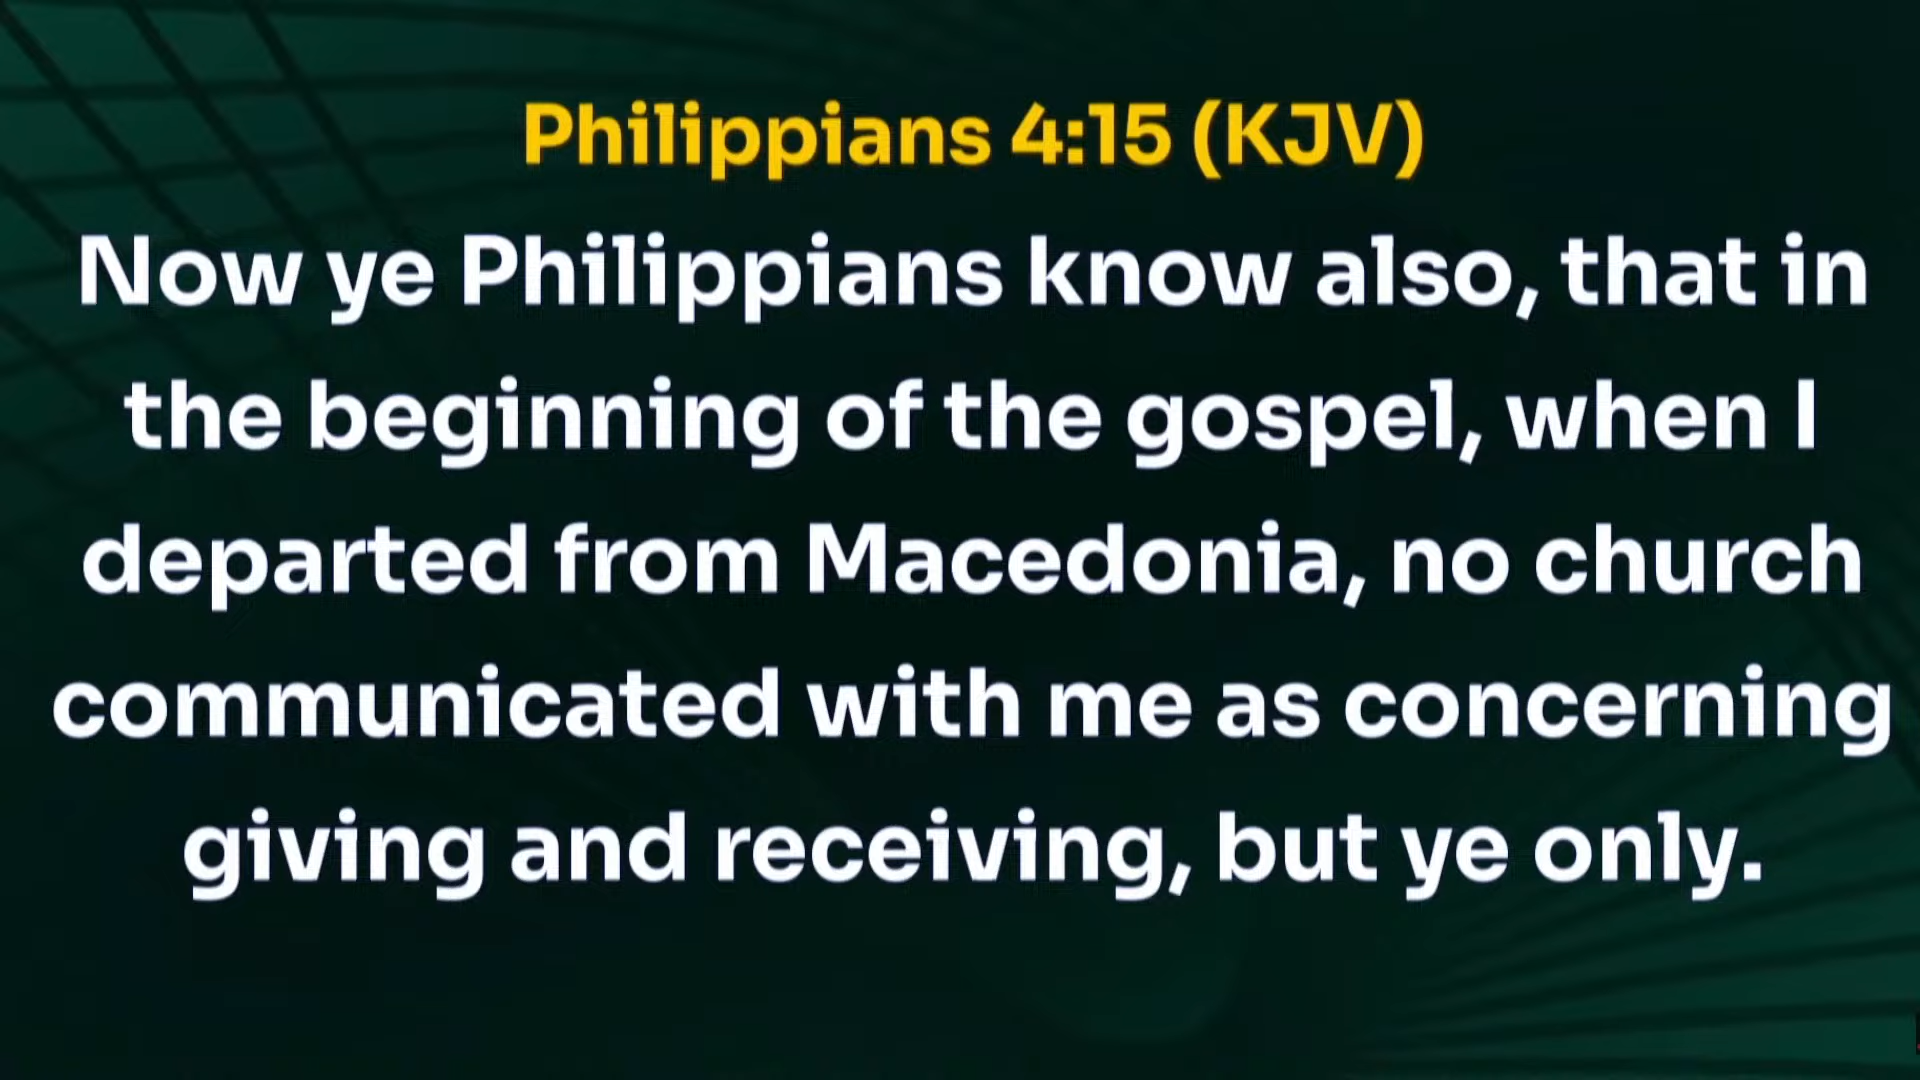 Philippians 4:15 (KJV)
Now ye Philippians know also, that in
the beginning of the gospel, when I
departed from Macedonia, no church
communicated with me as concerning
giving and receiving, but ye only.